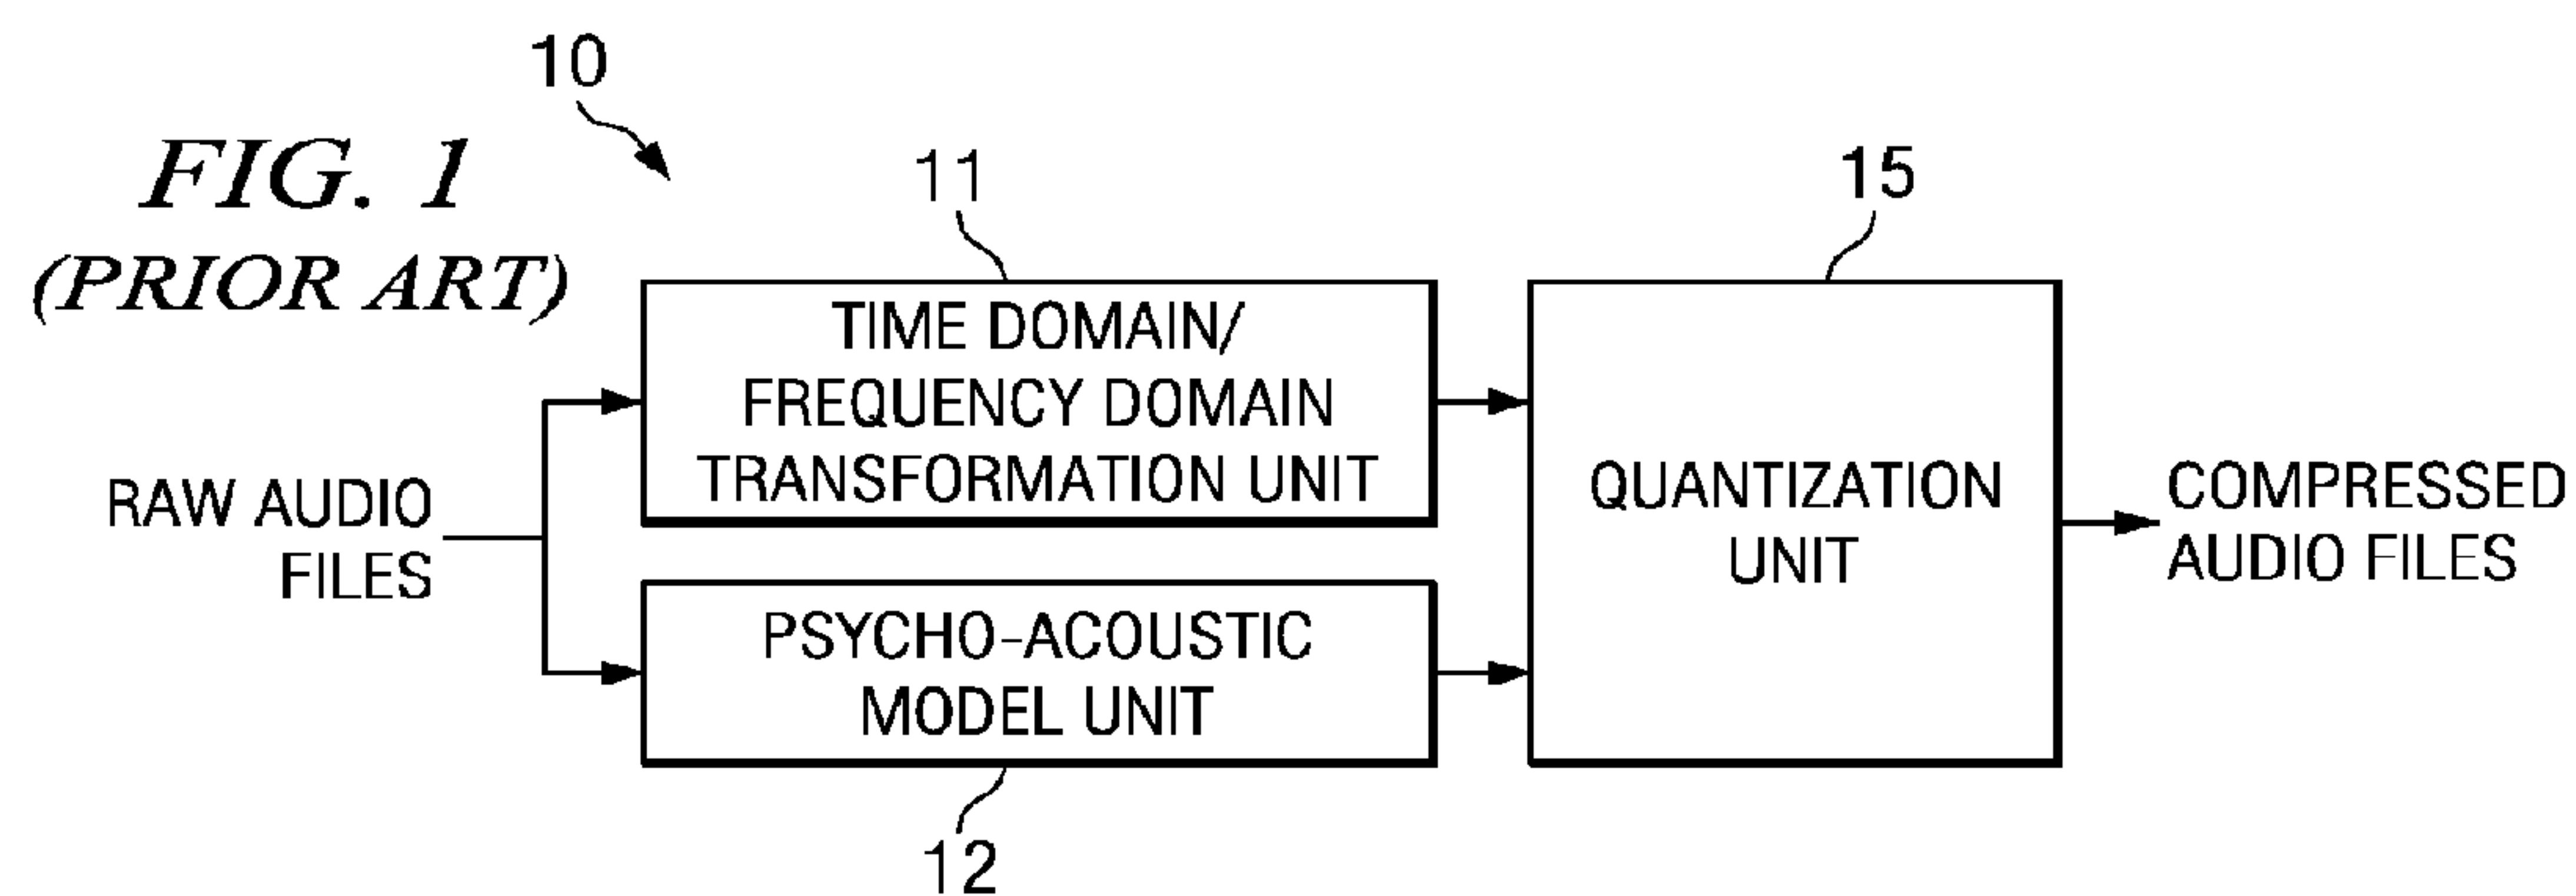 10
FIG. 1
(PRIOR ART)
11
15
TIME DOMAIN/
FREQUENCY DOMAIN
TRANSFORMATION UNIT
RAW AUDIO
FILES
QUANTIZATION
UNIT
COMPRESSED
AUDIO FILES
PSYCHO-ACOUSTIC
MODEL UNIT
12